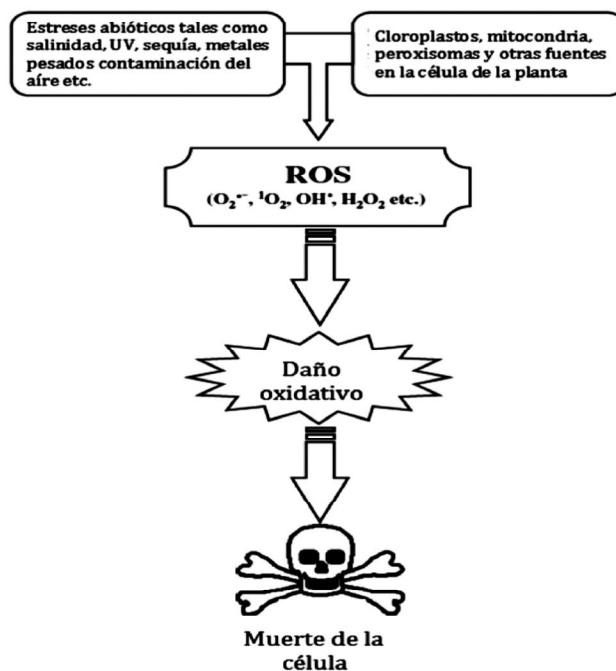 Estreses abióticos tales como
salinidad, UV, sequía, metales
pesados contaminación del
aíre etc.
Cloroplastos, mitocondria,
peroxisomas y otras fuentes
en la célula de la planta
ROS
(O₂•⁻, ¹O₂, OH•, H₂O₂ etc.)
Daño
oxidativo
Muerte de la
célula